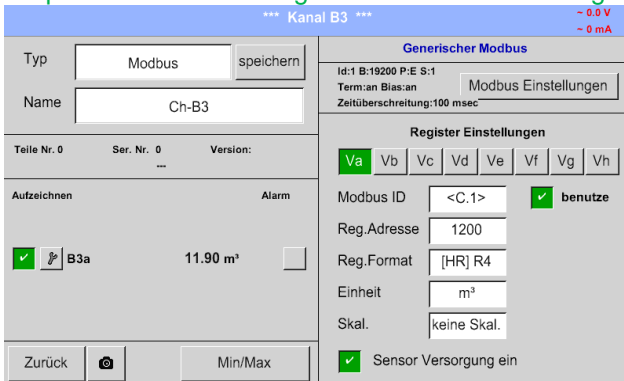 *** Kanal B3 ***
~ 0.0 V
~ 0 mA
Typ
Modbus
speichern
Name
Ch-B3
Teile Nr. 0 Ser. Nr. 0 Version:
---
Aufzeichnen Alarm
B3a 11.90 m³
Zurück
Min/Max
Generischer Modbus
Id:1 B:19200 P:E S:1
Term:an Bias:an
Zeitüberschreitung:100 msec
Modbus Einstellungen
Register Einstellungen
Va Vb Vc Vd Ve Vf Vg Vh
Modbus ID <C.1> benutze
Reg.Adresse 1200
Reg.Format [HR] R4
Einheit m³
Skal. keine Skal.
Sensor Versorgung ein